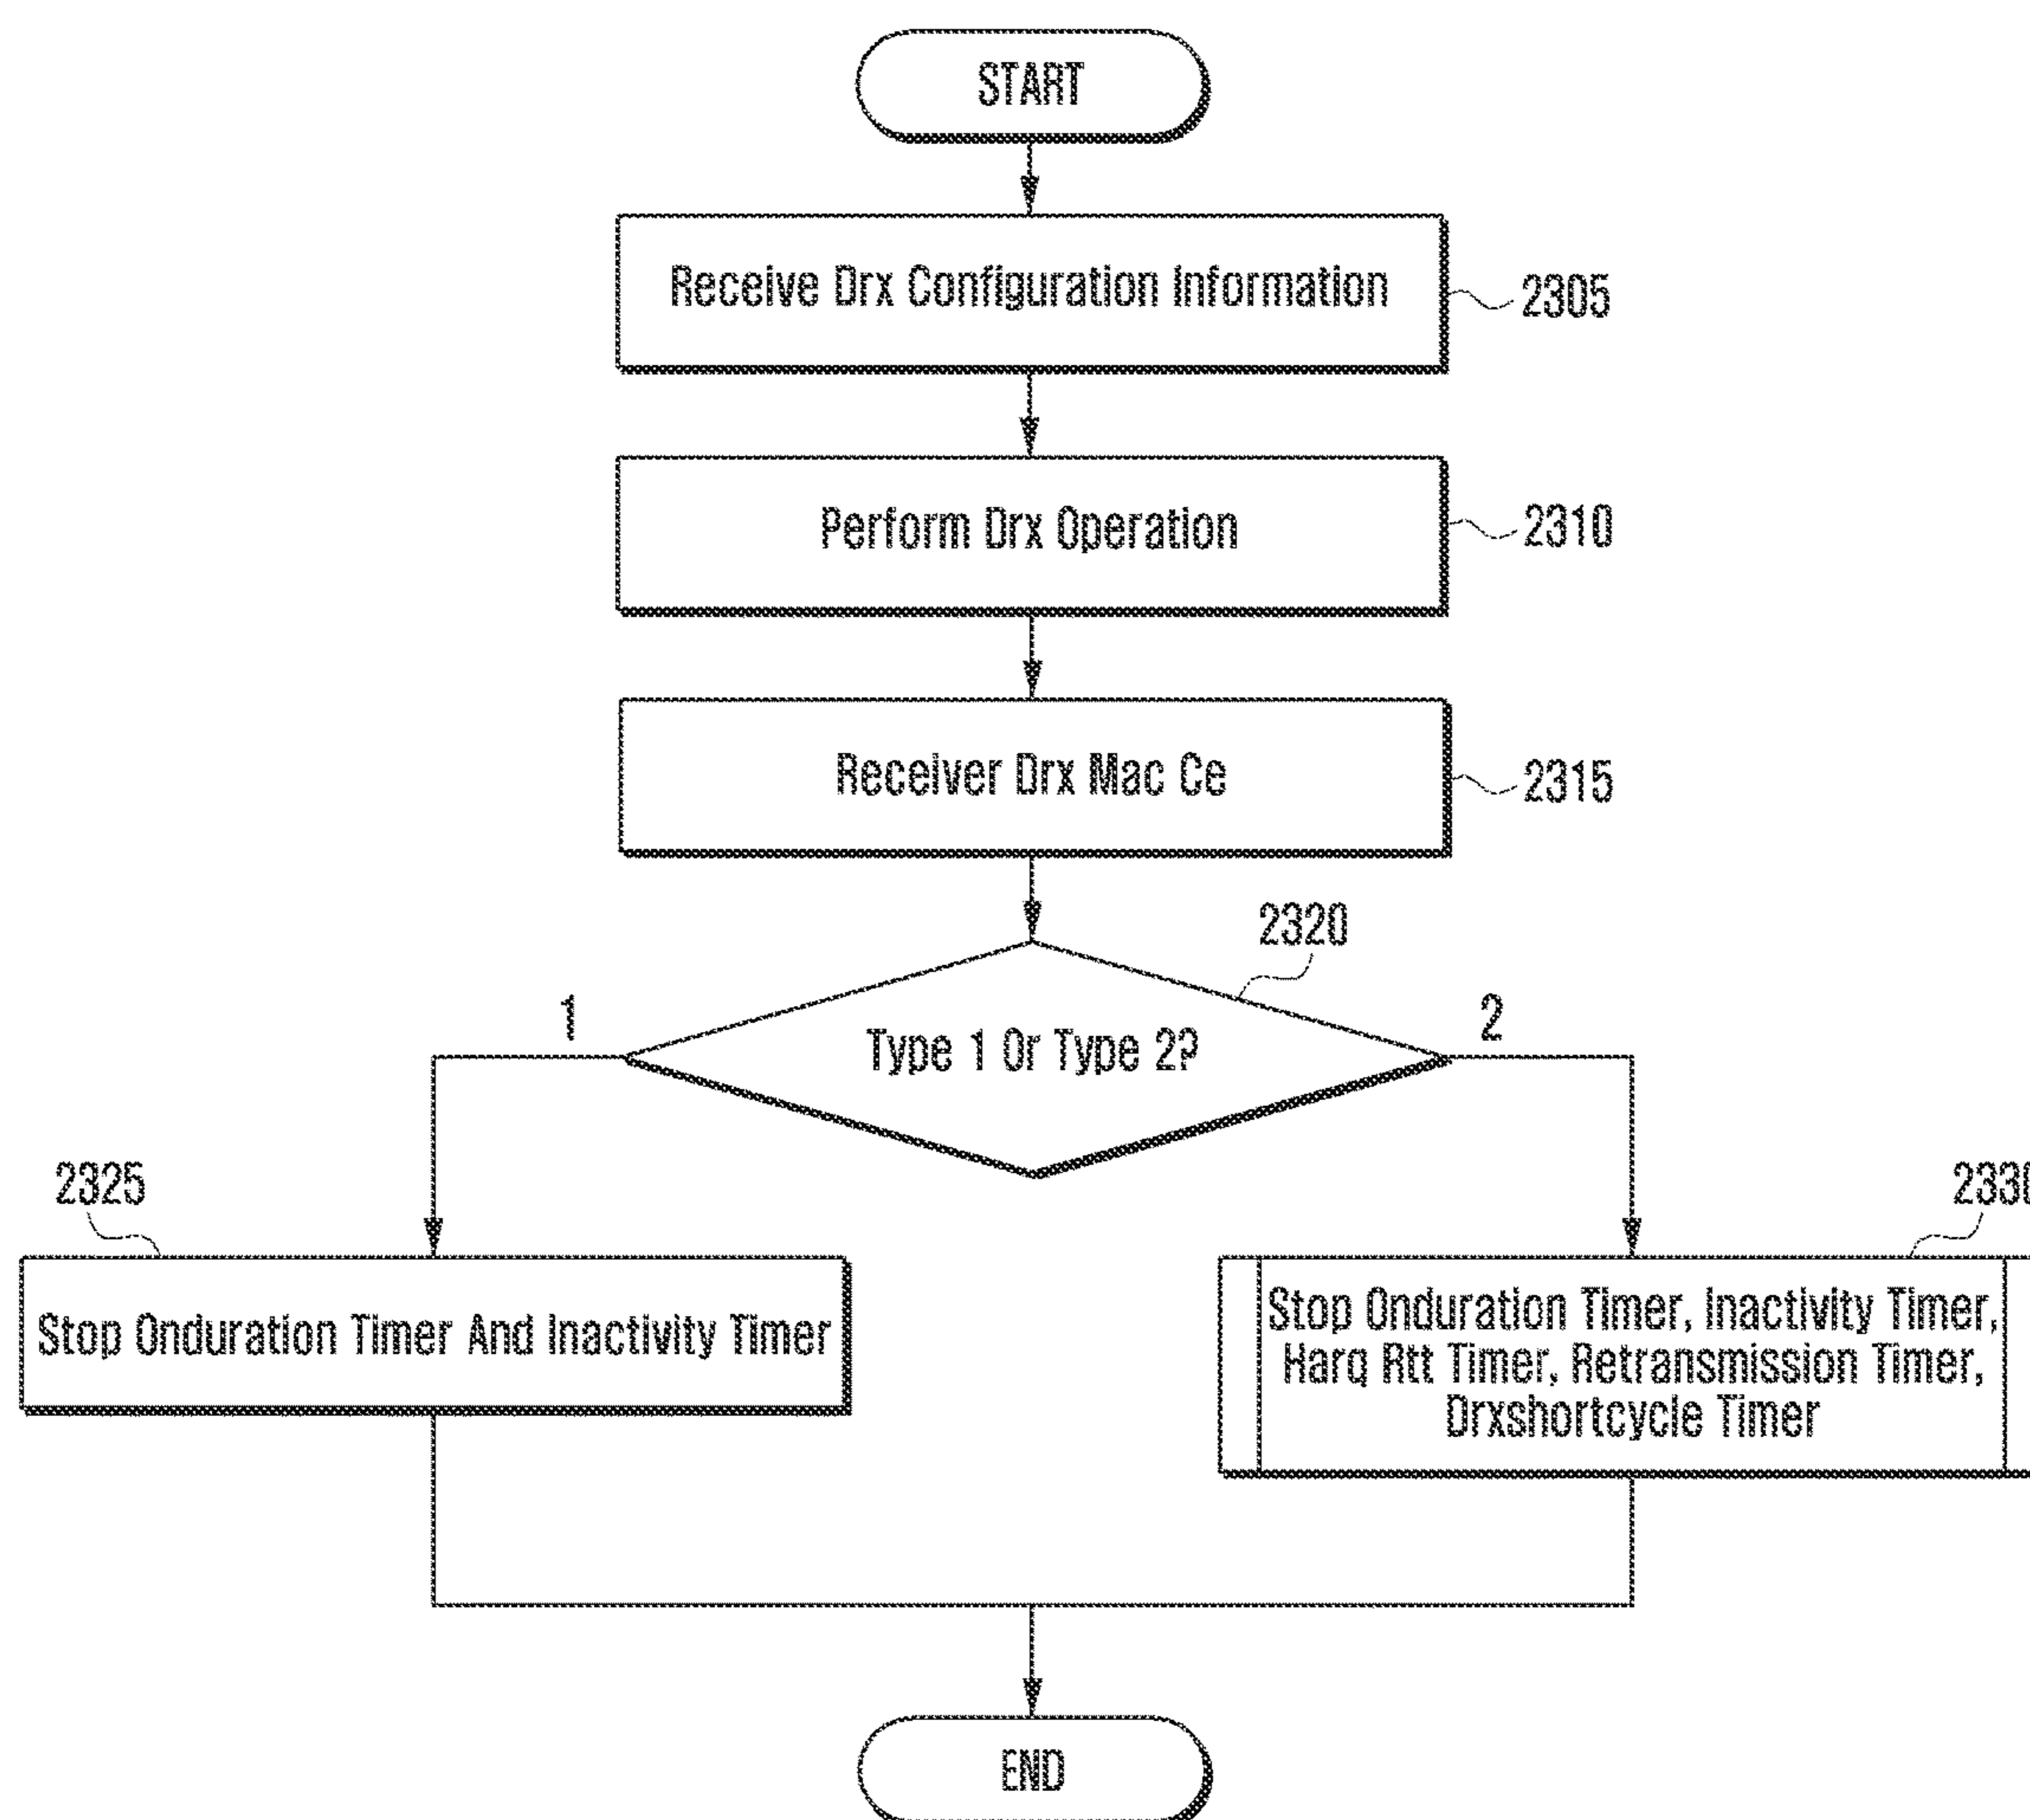 START
Receive Drx Configuration Information
2305
Perform Drx Operation
2310
Receiver Drx Mac Ce
2315
2320
1
Type 1 Or Type 2?
2
2325
Stop Onduration Timer And Inactivity Timer
2330
Stop Onduration Timer, Inactivity Timer,
Harq Rtt Timer, Retransmission Timer,
Drxshortcycle Timer
END